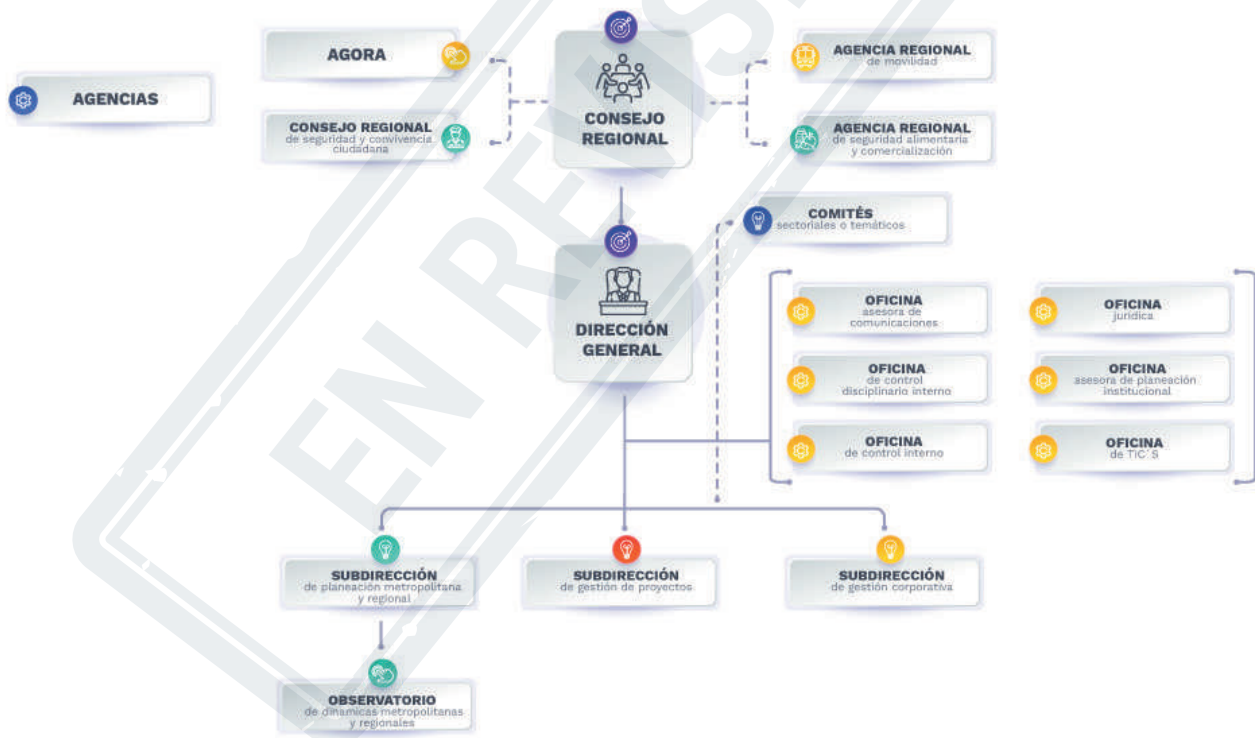 AGENCIAS
AGORA
CONSEJO REGIONAL
de seguridad y convivencia
ciudadana
CONSEJO
REGIONAL
AGENCIA REGIONAL
de movilidad
AGENCIA REGIONAL
de seguridad alimentaria
y comercialización
COMITÉS
sectoriales o temáticos
DIRECCIÓN
GENERAL
OFICINA
asesora de
comunicaciones
OFICINA
jurídica
OFICINA
de control
disciplinario interno
OFICINA
asesora de planeación
institucional
OFICINA
de control interno
OFICINA
de TIC´S
SUBDIRECCIÓN
de planeación metropolitana
y regional
SUBDIRECCIÓN
de gestión de proyectos
SUBDIRECCIÓN
de gestión corporativa
OBSERVATORIO
de dinamicas metropolitanas
y regionales
EN REVIS